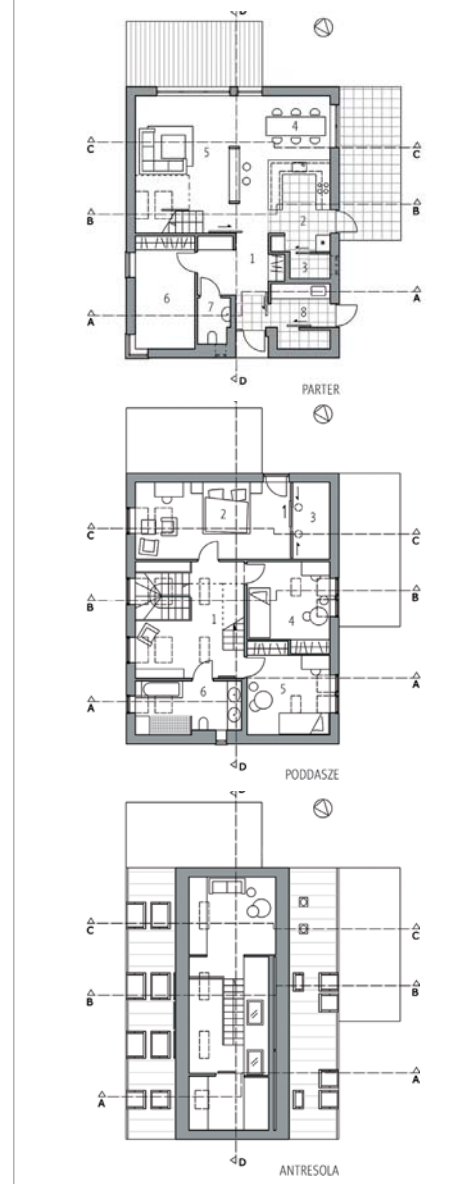 D
C 4 C
5
B 2 B
1 3
6 7 8
A A
D
PARTER
2 3
C C
B B
1 4
A 6 5 A
D
PODDASZE
D
C C
B B
A
A
D
ANTRESOLA